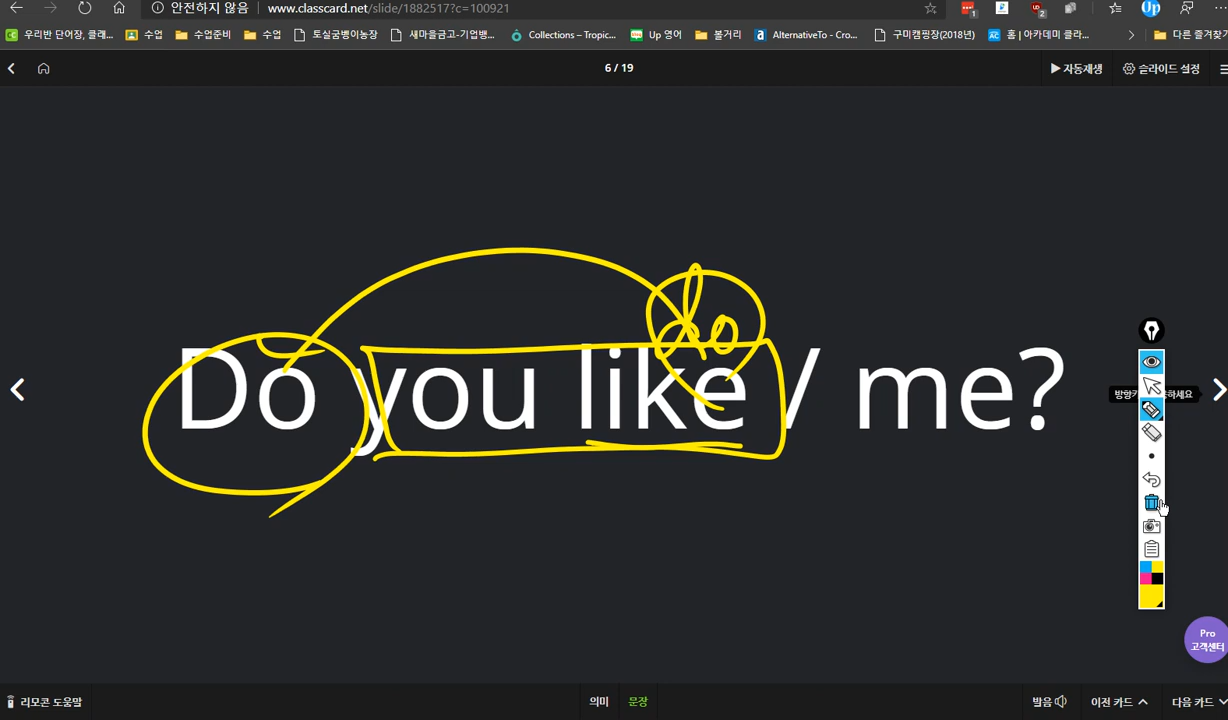 안전하지 않음 www.classcard.net/slide/1882517?c=100921
우리반 단어장, 클래... 수업 수업준비 수업 토실굼벵이농장 새마을금고-기업뱅... Collections – Tropic... Up 영어 볼거리 AlternativeTo - Cro... 구미캠핑장(2018년) 홈 | 아카데미 클라... 다른 즐겨찾기
6 / 19 자동재생 슬라이드 설정
do
Do you like / me?
Pro
고객센터
리모콘 도움말 의미 문장 발음 이전 카드 다음 카드